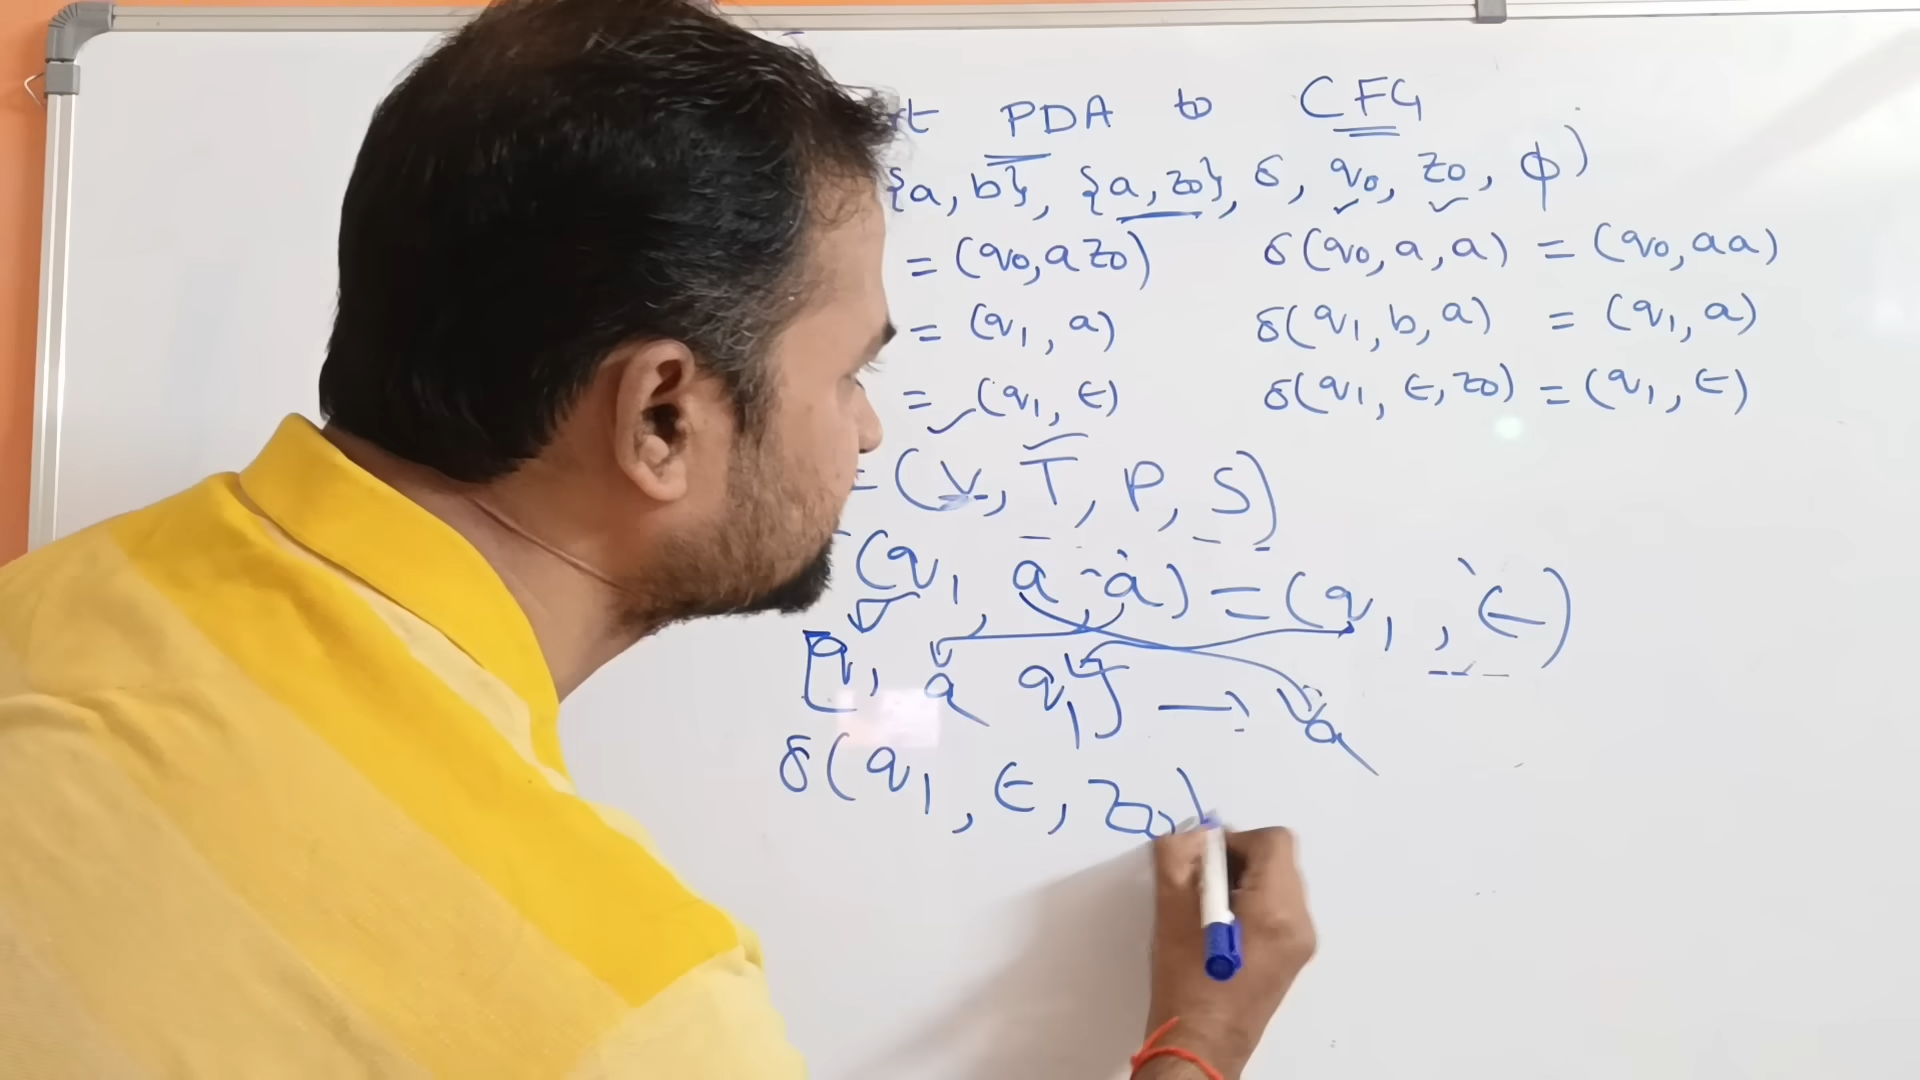 PDA to CFG
{a, b}, {a, z0}, δ, q0, z0, ϕ)
= (q0, a z0) δ(q0, a, a) = (q0, aa)
= (q1, a) δ(q1, b, a) = (q1, a)
= (q1, ε) δ(q1, ε, z0) = (q1, ε)
= (V, T, P, S)
(q1, a a) = (q1, ε)
[q1 a q1] → a
δ(q1, ε, z0)